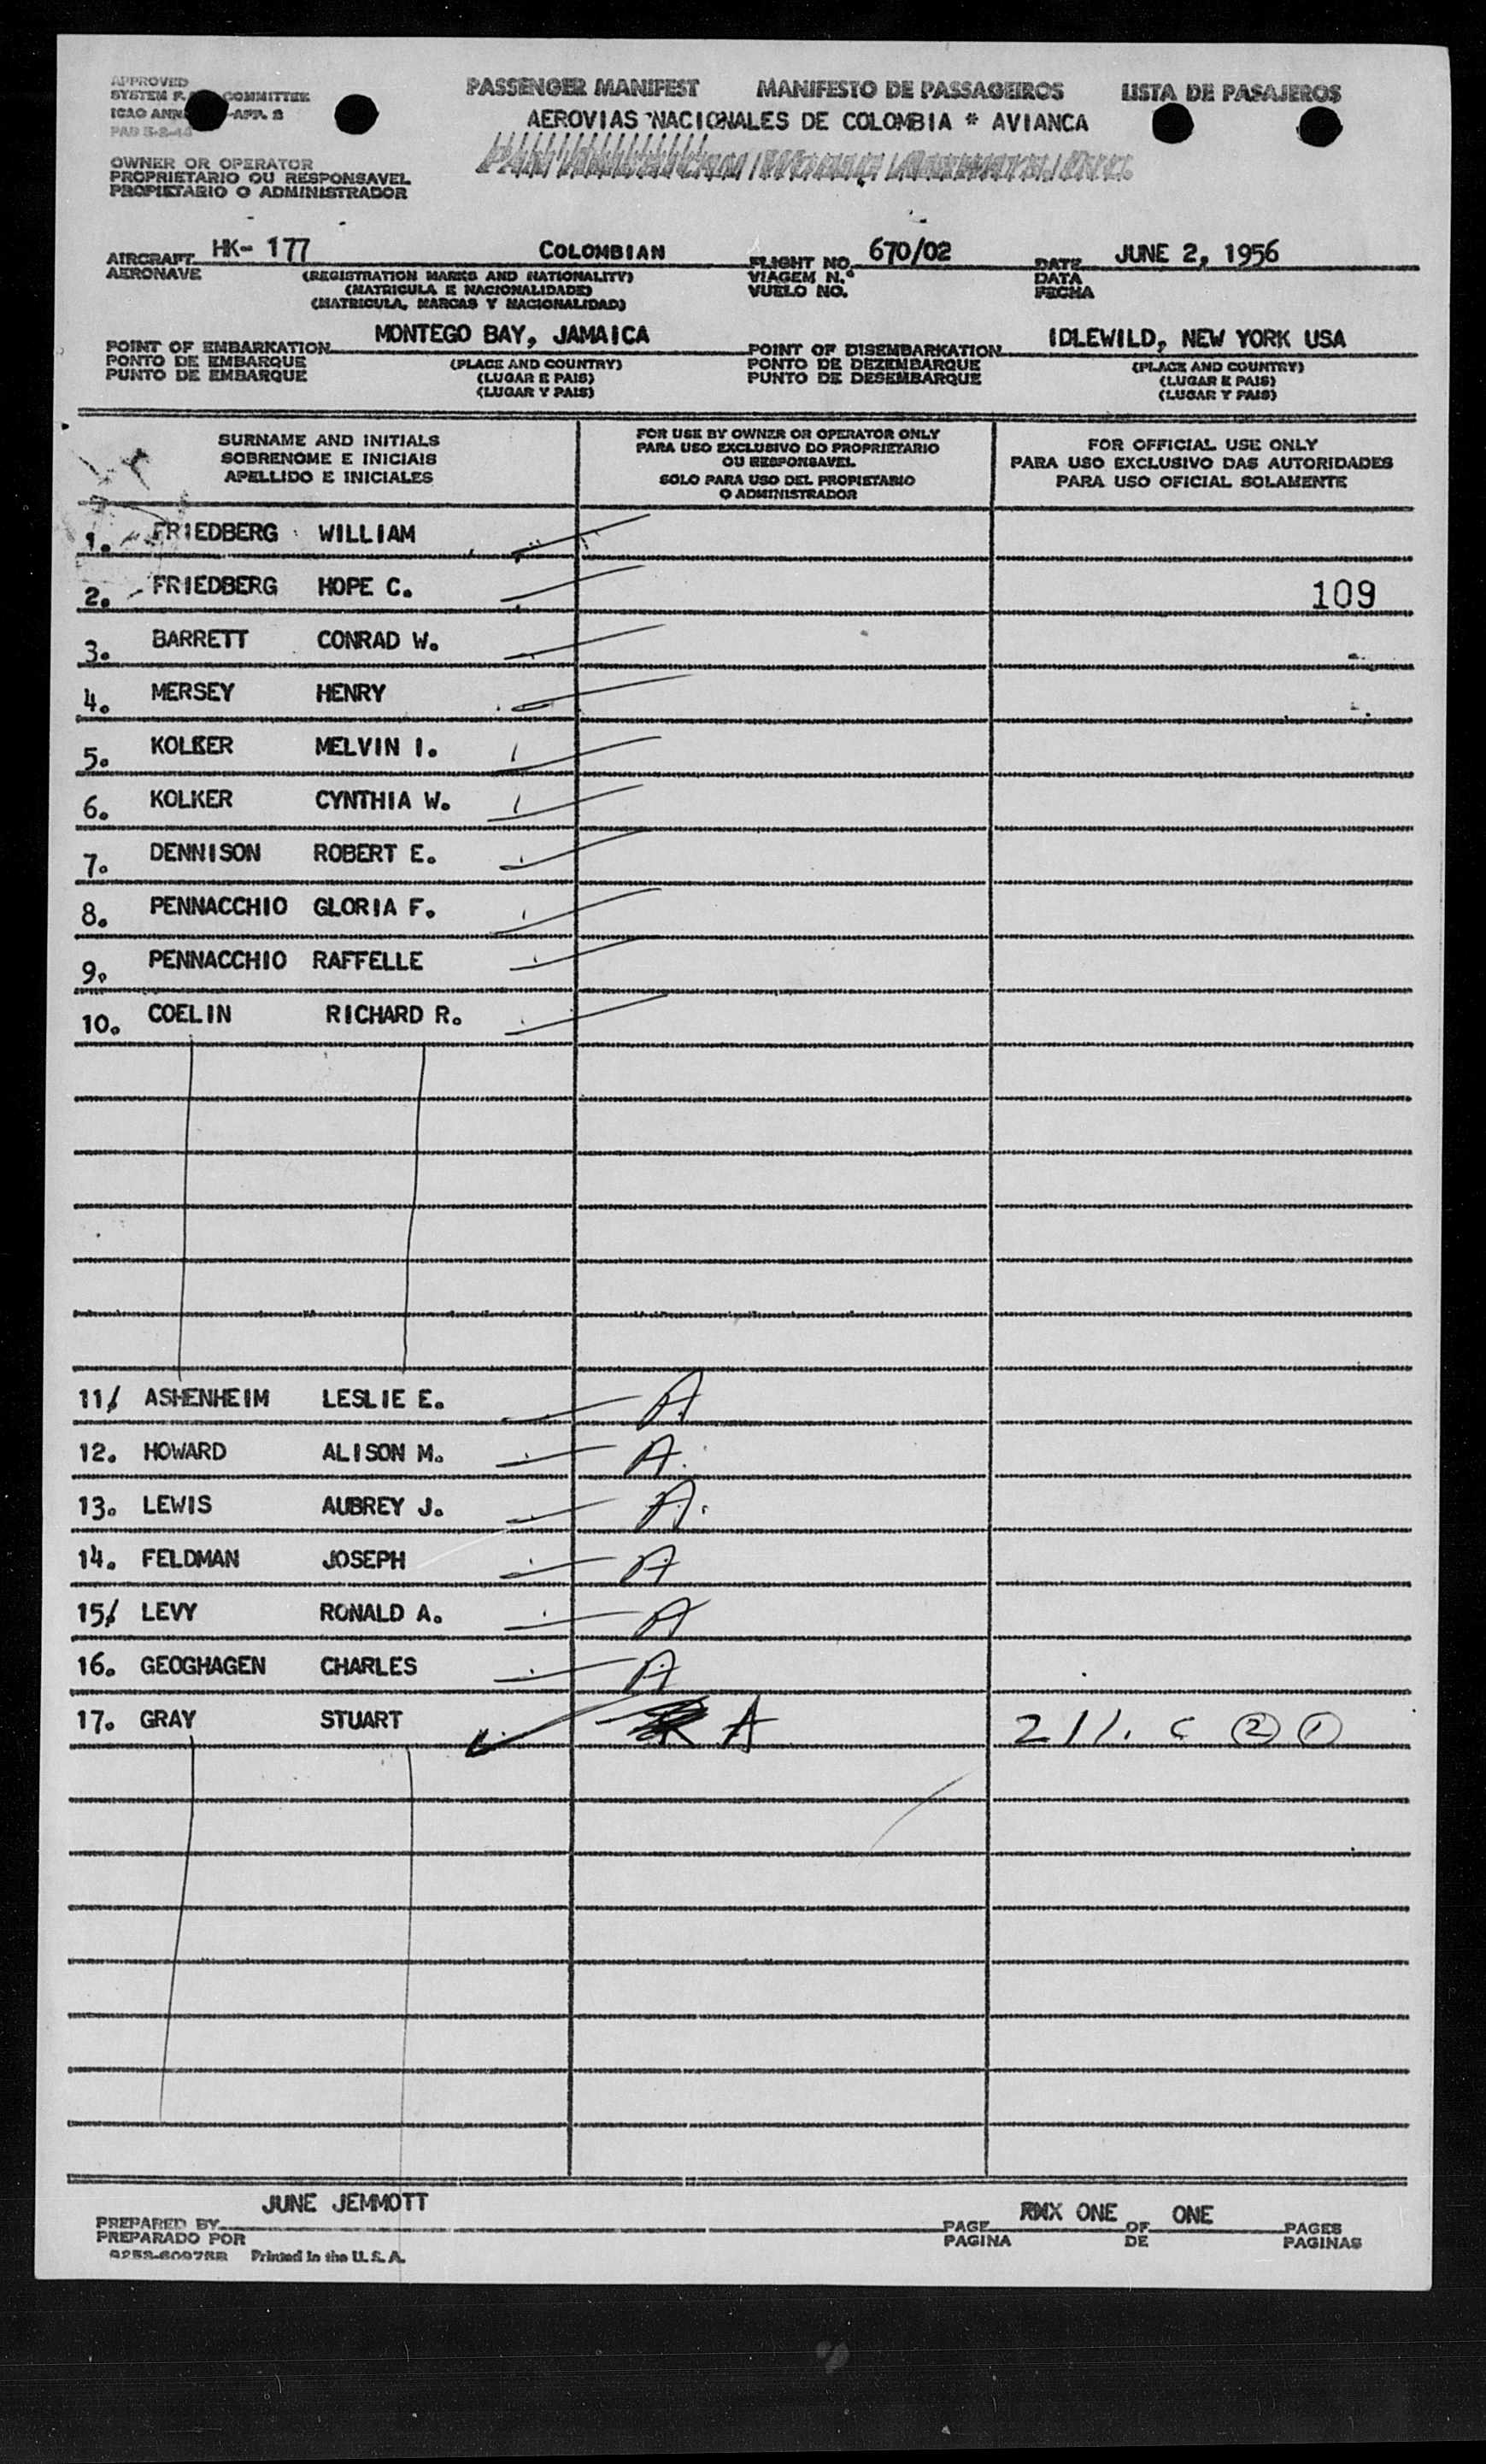 APPROVED
SYSTEM F. COMMITTEE
ICAO ANN -APP. 2
PASSENGER MANIFEST MANIFESTO DE PASSAGEIROS LISTA DE PASAJEROS
AEROVIAS NACIONALES DE COLOMBIA * AVIANCA
OWNER OR OPERATOR
PROPRIETARIO OU RESPONSAVEL
PROPIETARIO O ADMINISTRADOR
AIRCRAFT HK- 177 COLOMBIAN FLIGHT NO. 670/02 DATE JUNE 2, 1956
AERONAVE (REGISTRATION MARKS AND NATIONALITY) VIAGEM N.º DATA
(MATRICULA E NACIONALIDADE) VUELO NO. FECHA
(MATRICULA, MARCAS Y NACIONALIDAD)
POINT OF EMBARKATION MONTEGO BAY, JAMAICA POINT OF DISEMBARKATION IDLEWILD, NEW YORK USA
PONTO DE EMBARQUE (PLACE AND COUNTRY) PONTO DE DEZEMBARQUE (PLACE AND COUNTRY)
PUNTO DE EMBARQUE (LUGAR E PAIS) PUNTO DE DESEMBARQUE (LUGAR E PAIS)
(LUGAR Y PAIS) (LUGAR Y PAIS)
SURNAME AND INITIALS
SOBRENOME E INICIAIS
APELLIDO E INICIALES
FOR USE BY OWNER OR OPERATOR ONLY
PARA USO EXCLUSIVO DO PROPRIETARIO
OU RESPONSAVEL
SOLO PARA USO DEL PROPIETARIO
O ADMINISTRADOR
FOR OFFICIAL USE ONLY
PARA USO EXCLUSIVO DAS AUTORIDADES
PARA USO OFICIAL SOLAMENTE
1. FRIEDBERG WILLIAM
2. FRIEDBERG HOPE C. 109
3. BARRETT CONRAD W.
4. MERSEY HENRY
5. KOLKER MELVIN I.
6. KOLKER CYNTHIA W.
7. DENNISON ROBERT E.
8. PENNACCHIO GLORIA F.
9. PENNACCHIO RAFFELLE
10. COELIN RICHARD R.
11/ ASHENHEIM LESLIE E. A
12. HOWARD ALISON M. A.
13. LEWIS AUBREY J. A.
14. FELDMAN JOSEPH A
15/ LEVY RONALD A. A
16. GEOGHAGEN CHARLES A
17. GRAY STUART A 211. c ② ①
JUNE JEMMOTT
PREPARED BY
PREPARADO POR
PAGE ONE OF ONE PAGES
PAGINA DE PAGINAS
Printed in the U. S. A.